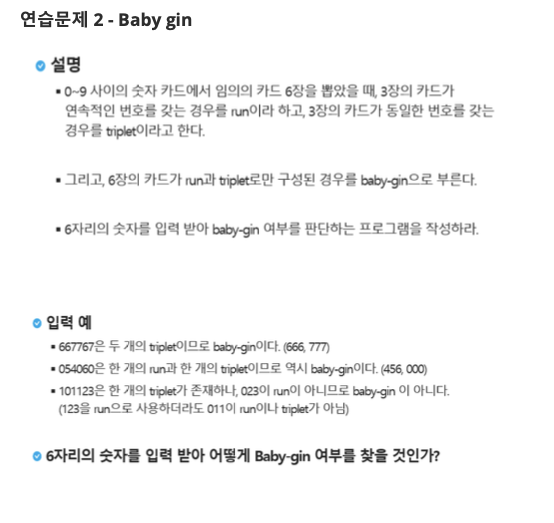 연습문제 2 - Baby gin
설명
▪ 0~9 사이의 숫자 카드에서 임의의 카드 6장을 뽑았을 때, 3장의 카드가
연속적인 번호를 갖는 경우를 run이라 하고, 3장의 카드가 동일한 번호를 갖는
경우를 triplet이라고 한다.
▪ 그리고, 6장의 카드가 run과 triplet로만 구성된 경우를 baby-gin으로 부른다.
▪ 6자리의 숫자를 입력 받아 baby-gin 여부를 판단하는 프로그램을 작성하라.
입력 예
▪ 667767은 두 개의 triplet이므로 baby-gin이다. (666, 777)
▪ 054060은 한 개의 run과 한 개의 triplet이므로 역시 baby-gin이다. (456, 000)
▪ 101123은 한 개의 triplet가 존재하나, 023이 run이 아니므로 baby-gin 이 아니다.
(123을 run으로 사용하더라도 011이 run이나 triplet가 아님)
6자리의 숫자를 입력 받아 어떻게 Baby-gin 여부를 찾을 것인가?